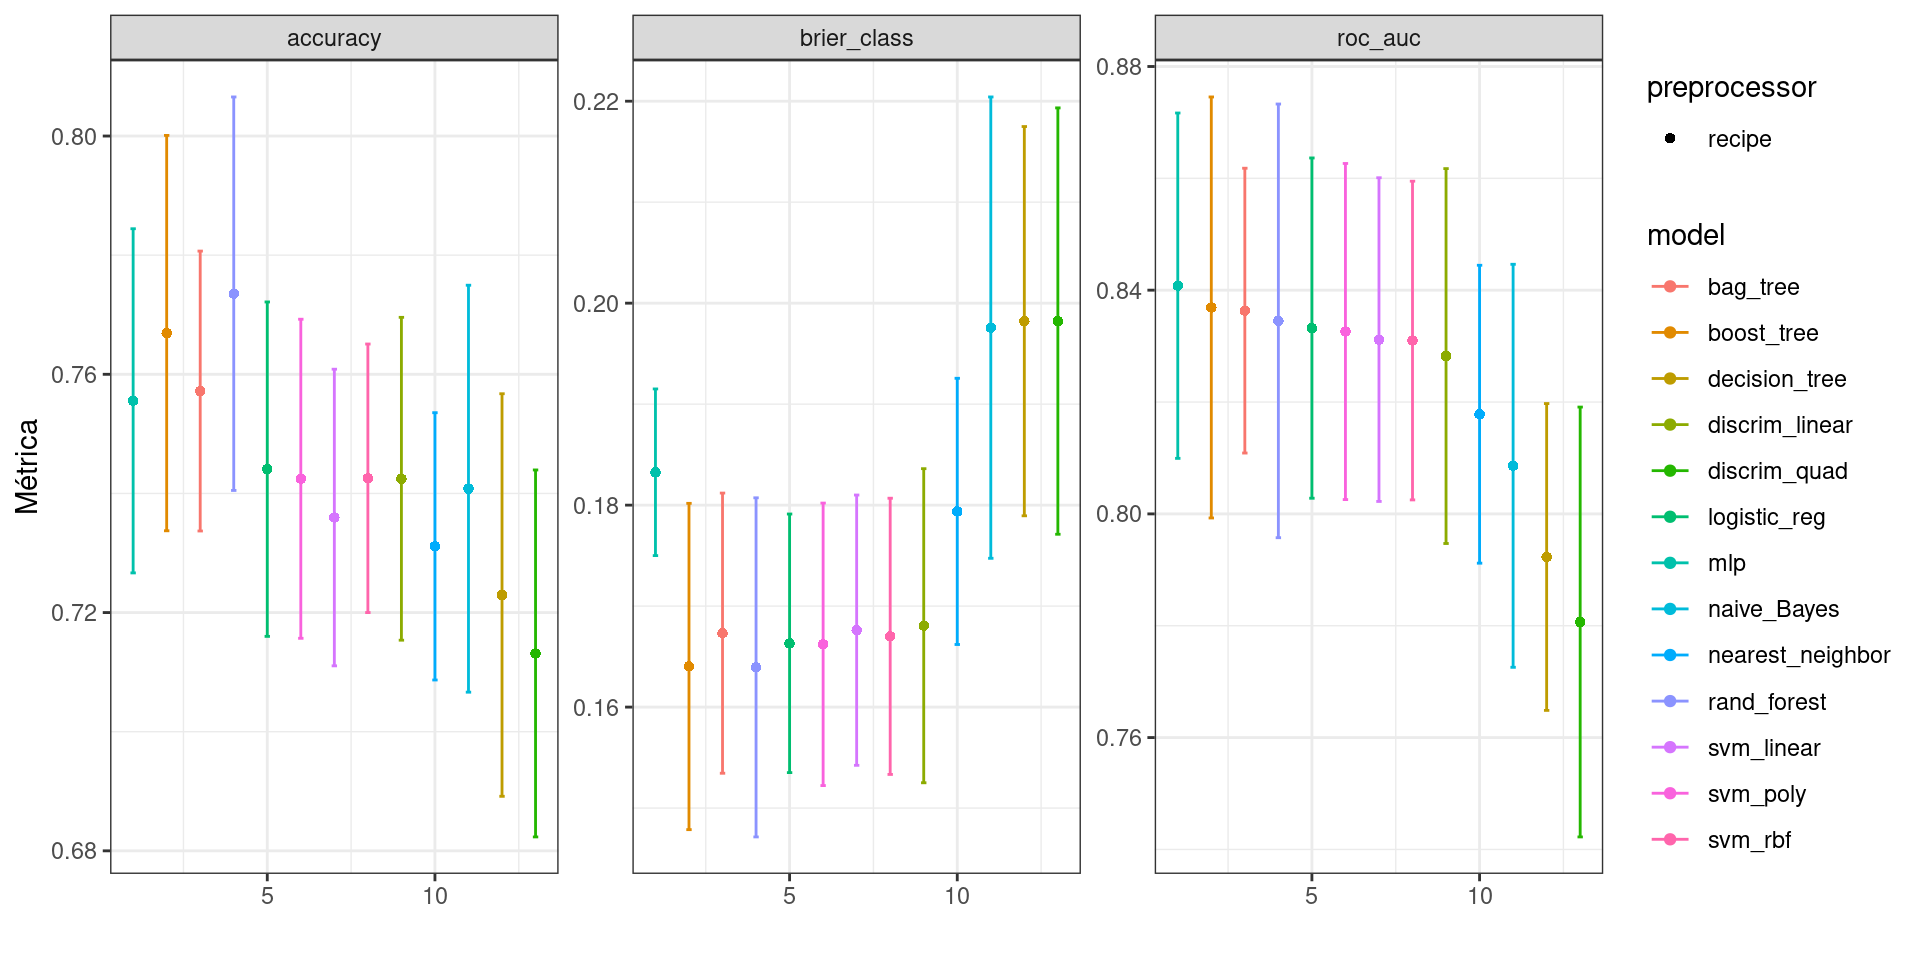 accuracy
brier_class
roc_auc
Métrica
0.80
0.76
0.72
0.68
5
10
0.22
0.20
0.18
0.16
5
10
0.88
0.84
0.80
0.76
5
10
preprocessor
recipe
model
bag_tree
boost_tree
decision_tree
discrim_linear
discrim_quad
logistic_reg
mlp
naive_Bayes
nearest_neighbor
rand_forest
svm_linear
svm_poly
svm_rbf